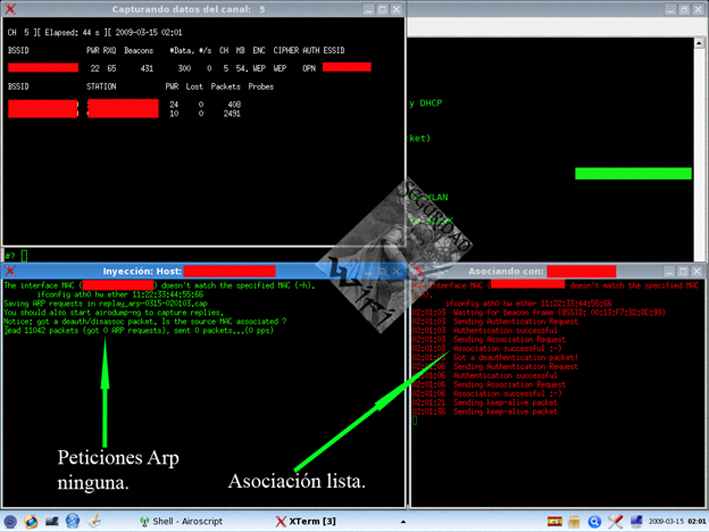 Capturando datos del canal: 5
CH 5 ][ Elapsed: 44 s ][ 2009-03-15 02:01
BSSID PWR RXQ Beacons #Data, #/s CH MB ENC CIPHER AUTH ESSID
22 65 431 300 0 5 54. WEP WEP OPN
BSSID STATION PWR Lost Packets Probes
24 0 408
10 0 2491
y DHCP
ket)
WLAN
#?
SEGURIDAD
Wifi
Inyección: Host:
The interface MAC ( ) doesn't match the specified MAC (-h).
ifconfig ath0 hw ether 11:22:33:44:55:66
Saving ARP requests in replay_arp-0315-020103.cap
You should also start airodump-ng to capture replies.
Notice: got a deauth/disassoc packet. Is the source MAC associated ?
Read 11042 packets (got 0 ARP requests), sent 0 packets...(0 pps)
Peticiones Arp
ninguna.
Asociando con:
The interface MAC ( doesn't match the specified MAC
(-h).
ifconfig ath0 hw ether 11:22:33:44:55:66
02:01:03 Waiting for beacon frame (BSSID:
02:01:03 Sending Authentication Request
02:01:03 Authentication successful
02:01:03 Sending Association Request
02:01:03 Association successful :-)
Got a deauthentication packet!
02:01:06 Sending Authentication Request
02:01:06 Authentication successful
02:01:06 Sending Association Request
02:01:06 Association successful :-)
02:01:21 Sending keep-alive packet
02:01:36 Sending keep-alive packet
Asociación lista.
Shell - Airoscript
XTerm [3]
2009-03-15 02:01